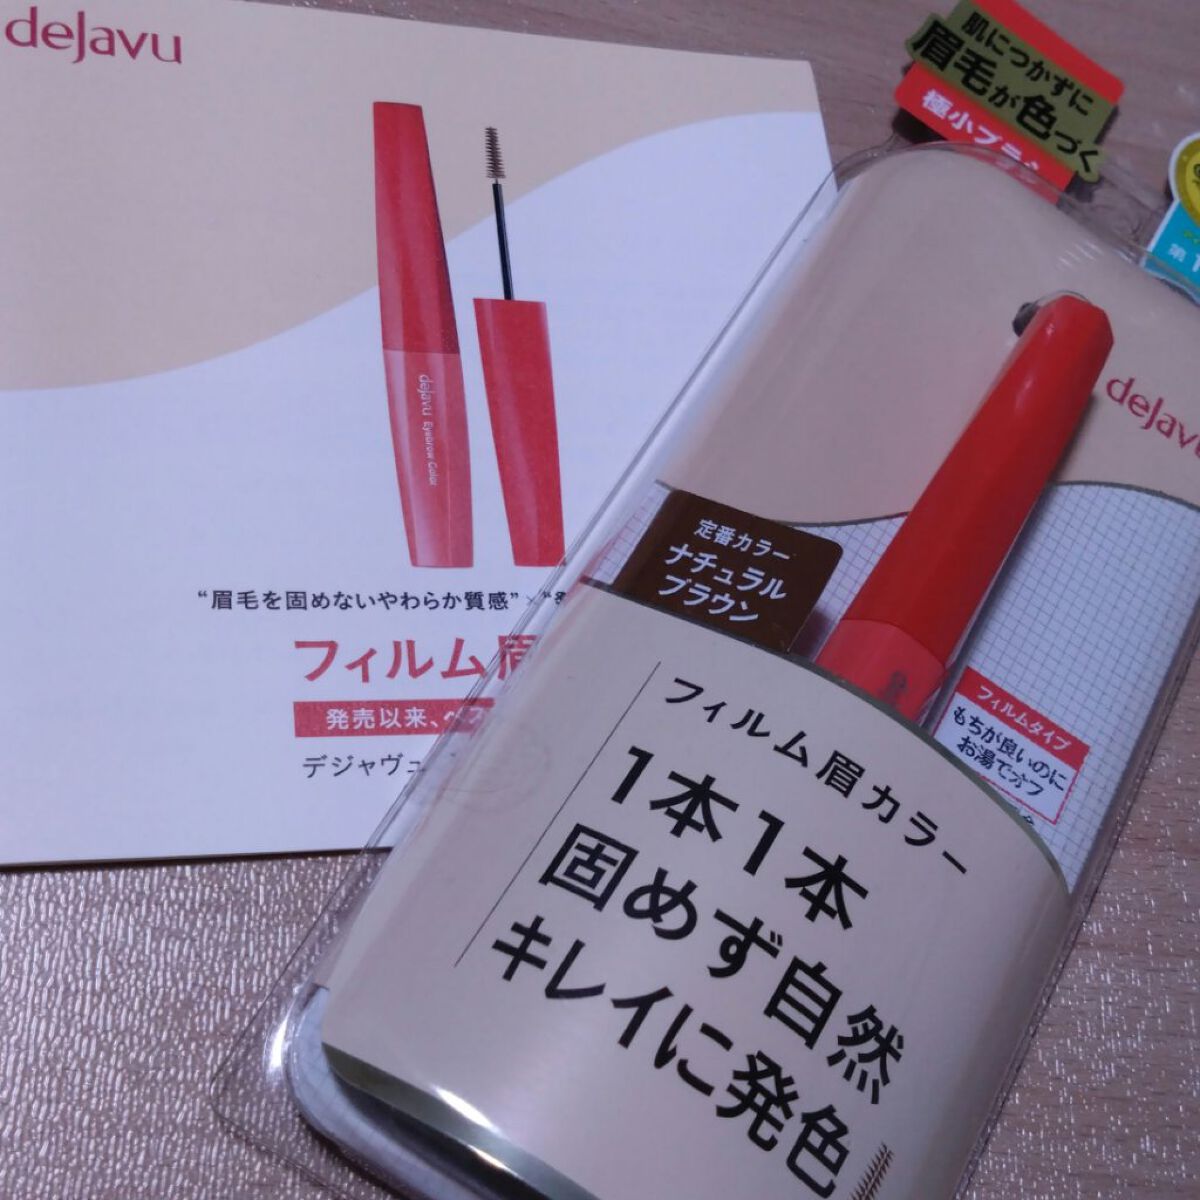 dejavu
dejavu Eyebrow Color
“眉毛を固めないやわらか質感”×“
フィルム眉
発売以来、ベス
デジャヴュ
肌につかずに
眉毛が色づく
極小ブラシ
第1
dejavu
定番カラー
ナチュラル
ブラウン
フィルムタイプ
もちが良いのに
お湯でオフ
フィルム眉カラー
1本1本
固めず自然
キレイに発色